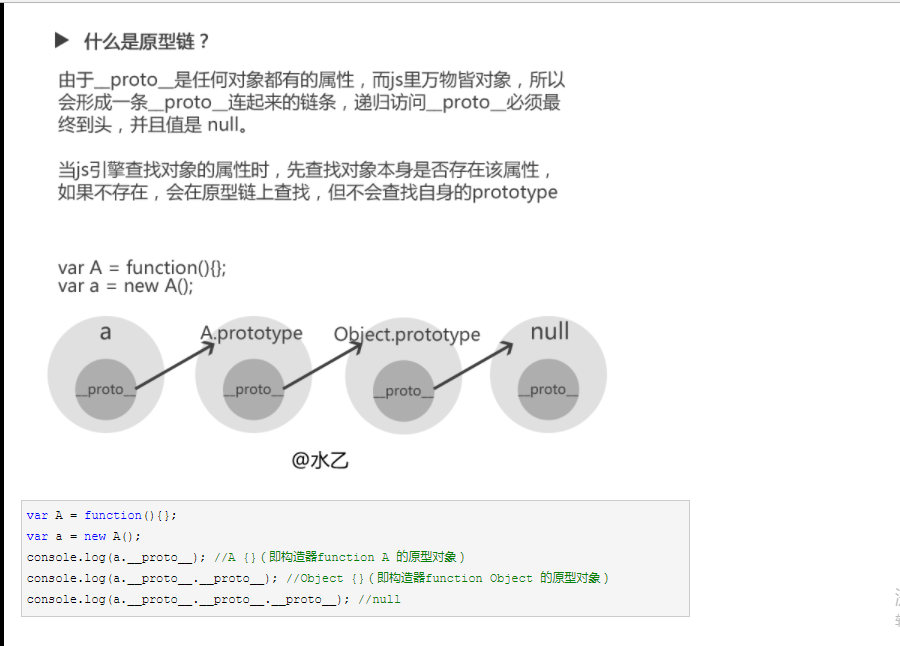 ▶ 什么是原型链？
由于__proto__是任何对象都有的属性，而js里万物皆对象，所以
会形成一条__proto__连起来的链条，递归访问__proto__必须最
终到头，并且值是 null。
当js引擎查找对象的属性时，先查找对象本身是否存在该属性，
如果不存在，会在原型链上查找，但不会查找自身的prototype
var A = function(){};
var a = new A();
a A.prototype Object.prototype null
__proto__ __proto__ __proto__ __proto__
@水乙
var A = function(){};
var a = new A();
console.log(a.__proto__); //A {}（即构造器function A 的原型对象）
console.log(a.__proto__.__proto__); //Object {}（即构造器function Object 的原型对象）
console.log(a.__proto__.__proto__.__proto__); //null